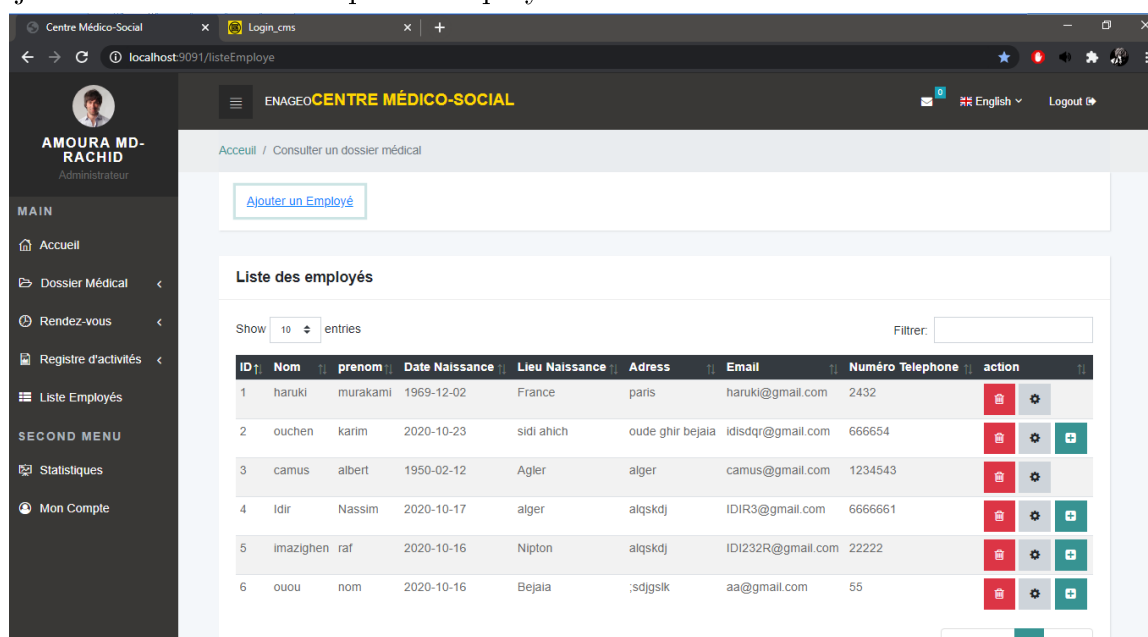 Centre Médico-Social
Login_cms
localhost:9091/listeEmploye
AMOURA MD-
RACHID
Administrateur
MAIN
Accueil
Dossier Médical
Rendez-vous
Registre d'activités
Liste Employés
SECOND MENU
Statistiques
Mon Compte
ENAGEOCENTRE MÉDICO-SOCIAL
0
English
Logout
Acceuil / Consulter un dossier médical
Ajouter un Employé
Liste des employés
Show 10 entries
Filtrer:
ID Nom prenom Date Naissance Lieu Naissance Adress Email Numéro Telephone action
1 haruki murakami 1969-12-02 France paris haruki@gmail.com 2432
2 ouchen karim 2020-10-23 sidi ahich oude ghir bejaia idisdqr@gmail.com 666654
3 camus albert 1950-02-12 Agler alger camus@gmail.com 1234543
4 Idir Nassim 2020-10-17 alger alqskdj IDIR3@gmail.com 6666661
5 imazighen raf 2020-10-16 Nipton alqskdj IDI232R@gmail.com 22222
6 ouou nom 2020-10-16 Bejaia ;sdjgslk aa@gmail.com 55